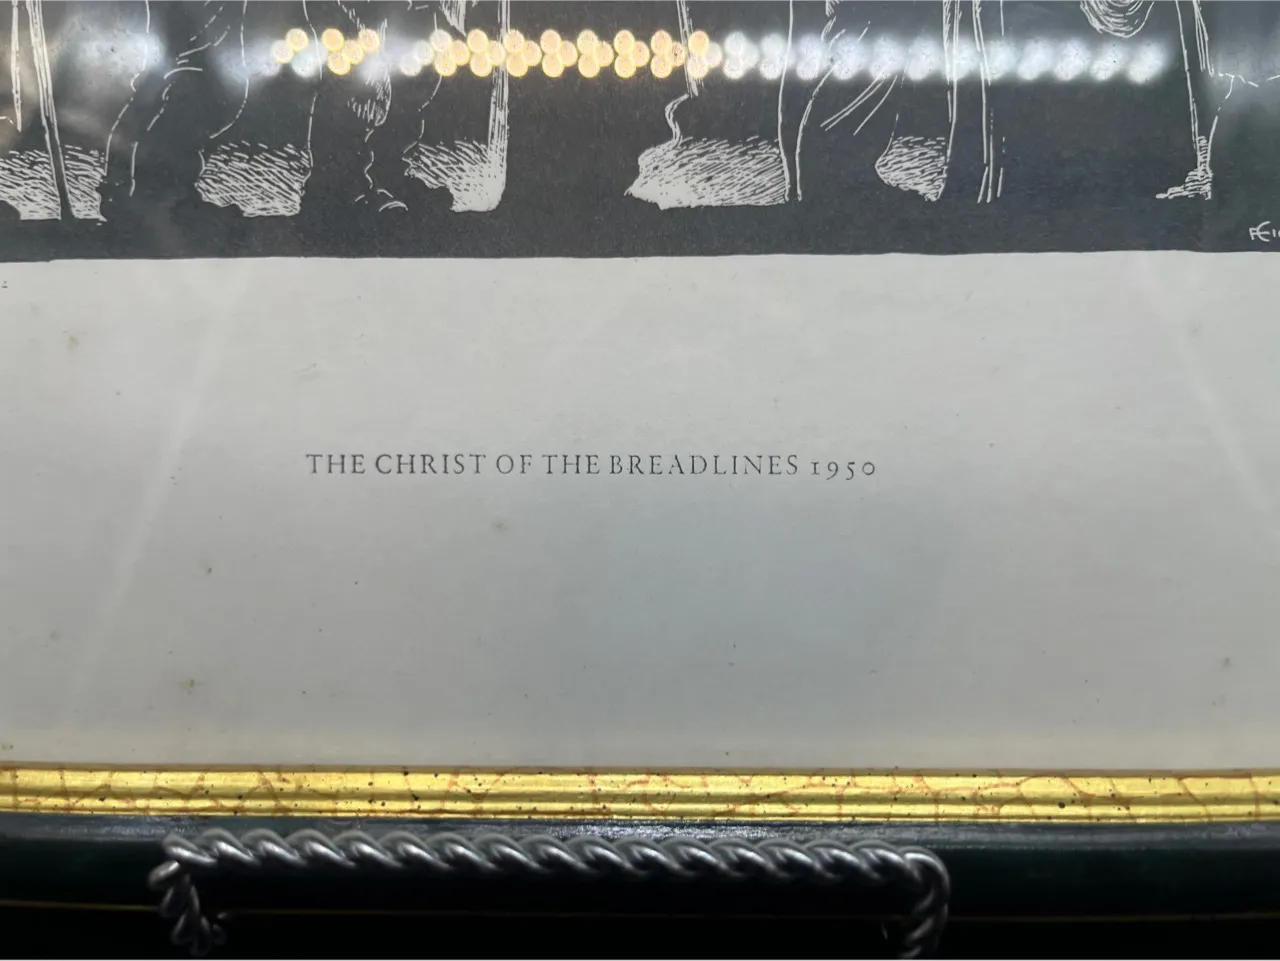 THE CHRIST OF THE BREADLINES 1950